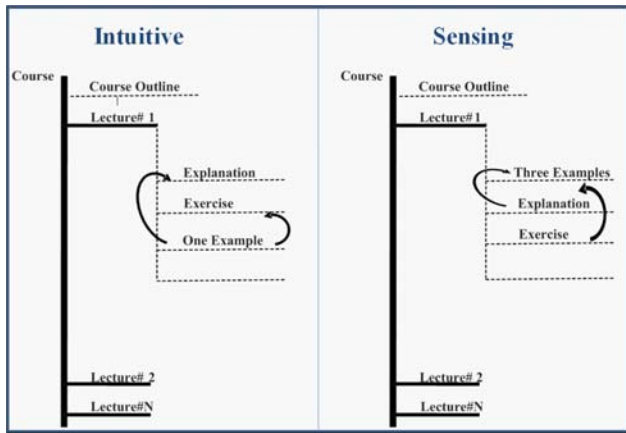 Intuitive
Course
Course Outline
Lecture# 1
Explanation
Exercise
One Example
Lecture# 2
Lecture#N
Sensing
Course
Course Outline
Lecture#1
Three Examples
Explanation
Exercise
Lecture#2
Lecture#N